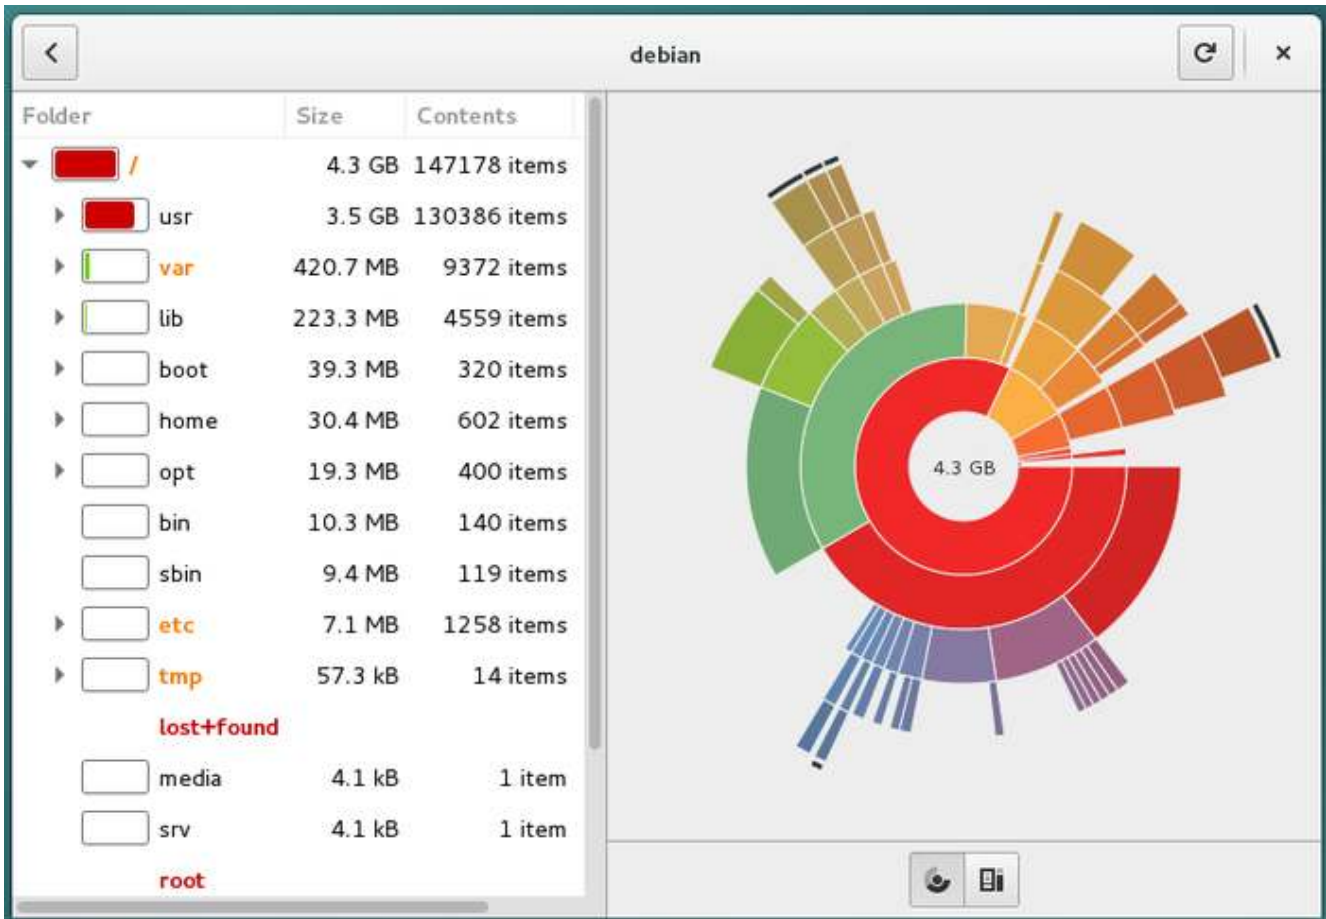 debian
Folder Size Contents
/ 4.3 GB 147178 items
usr 3.5 GB 130386 items
var 420.7 MB 9372 items
lib 223.3 MB 4559 items
boot 39.3 MB 320 items
home 30.4 MB 602 items
opt 19.3 MB 400 items
bin 10.3 MB 140 items
sbin 9.4 MB 119 items
etc 7.1 MB 1258 items
tmp 57.3 kB 14 items
lost+found
media 4.1 kB 1 item
srv 4.1 kB 1 item
root
4.3 GB